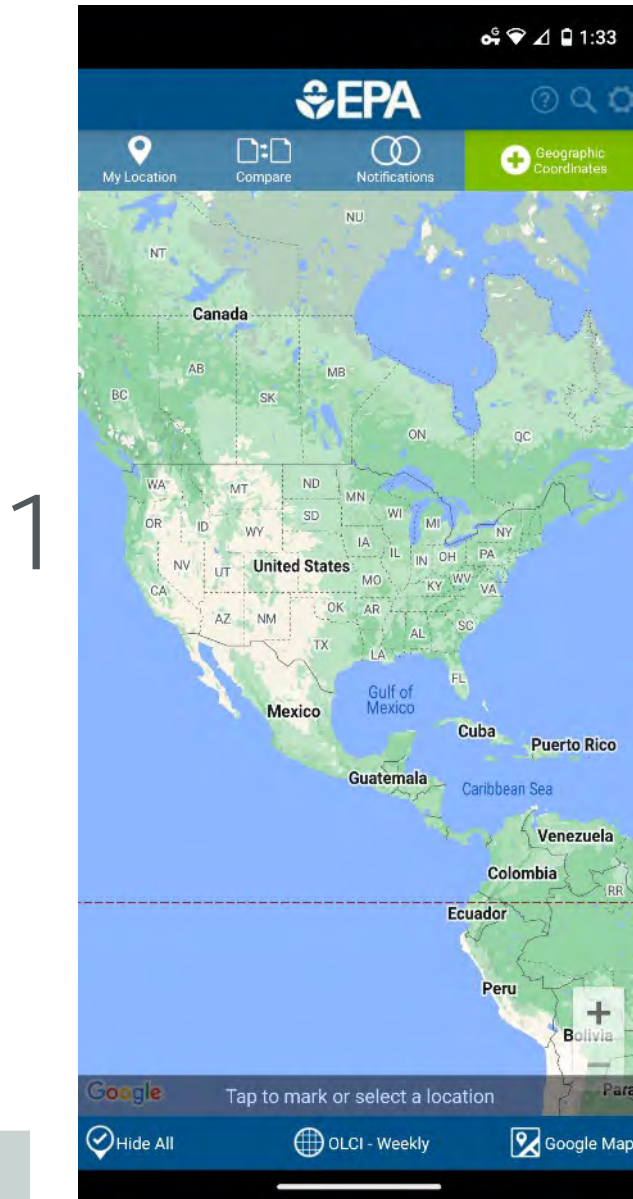 1
1:33
EPA
My Location
Compare
Notifications
Geographic
Coordinates
NU
NT
Canada
AB
MB
BC
SK
ON
QC
WA
MT
ND
MN
OR
ID
WY
SD
WI
MI
NY
IA
IL
IN
OH
PA
NV
UT
United States
MO
KY
WV
VA
CA
AZ
NM
OK
AR
SC
TX
AL
LA
FL
Gulf of
Mexico
Mexico
Cuba
Puerto Rico
Guatemala
Caribbean Sea
Venezuela
Colombia
RR
Ecuador
Peru
+
Bolivia
Google
Tap to mark or select a location
Para
Hide All
OLCI - Weekly
Google Map